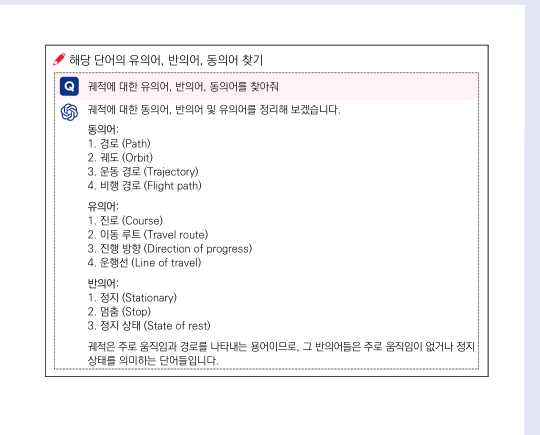 해당 단어의 유의어, 반의어, 동의어 찾기
Q 궤적에 대한 유의어, 반의어, 동의어를 찾아줘
궤적에 대한 동의어, 반의어 및 유의어를 정리해 보겠습니다.
동의어:
1. 경로 (Path)
2. 궤도 (Orbit)
3. 운동 경로 (Trajectory)
4. 비행 경로 (Flight path)
유의어:
1. 진로 (Course)
2. 이동 루트 (Travel route)
3. 진행 방향 (Direction of progress)
4. 운행선 (Line of travel)
반의어:
1. 정지 (Stationary)
2. 멈춤 (Stop)
3. 정지 상태 (State of rest)
궤적은 주로 움직임과 경로를 나타내는 용어이므로, 그 반의어들은 주로 움직임이 없거나 정지
상태를 의미하는 단어들입니다.